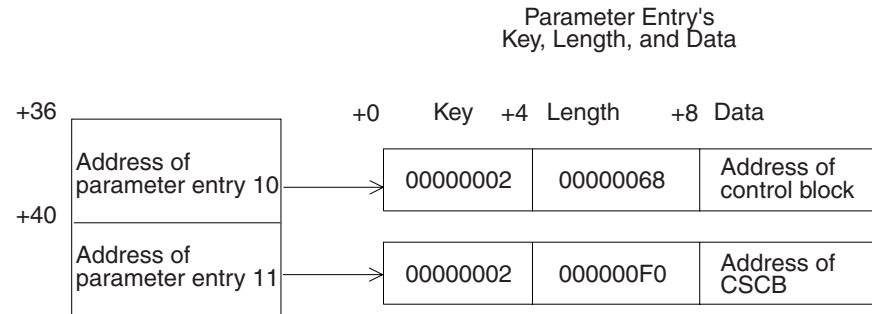 Parameter Entry's
Key, Length, and Data
+36
+0 Key +4 Length +8 Data
Address of
parameter entry 10
00000002 00000068 Address of
control block
+40
Address of
parameter entry 11
00000002 000000F0 Address of
CSCB